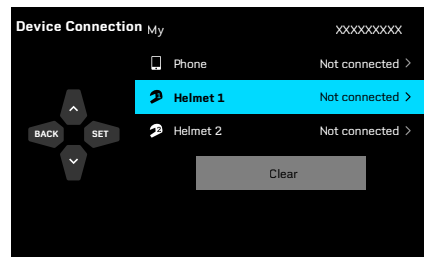 Device Connection My XXXXXXXXX
Phone Not connected >
Helmet 1 Not connected >
BACK SET Helmet 2 Not connected >
Clear